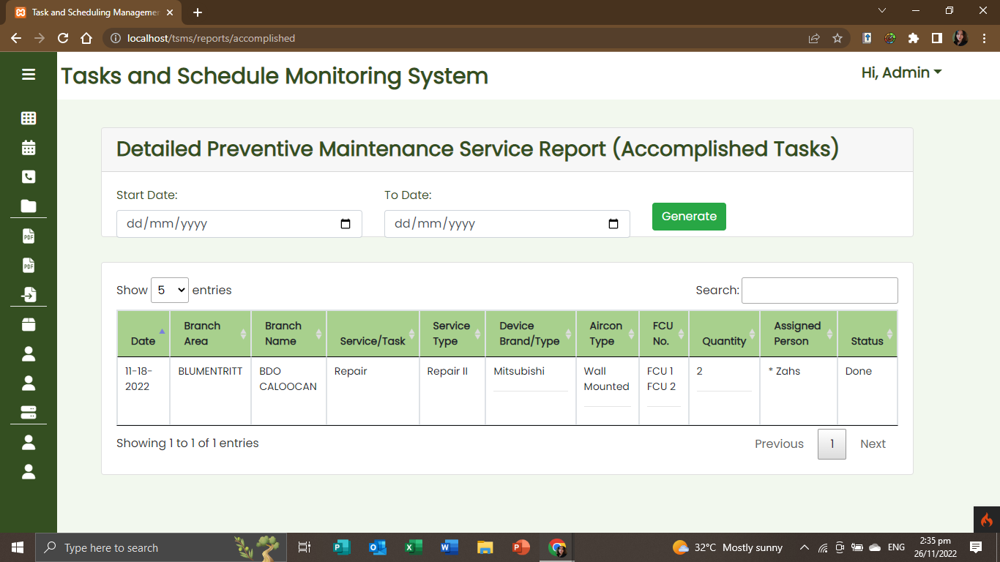 Task and Scheduling Managemer
localhost/tsms/reports/accomplished
Tasks and Schedule Monitoring System
Hi, Admin
Detailed Preventive Maintenance Service Report (Accomplished Tasks)
Start Date:
To Date:
dd/mm/yyyy
dd/mm/yyyy
Generate
PDF
PDF
Show 5 entries
Search:
Date
Branch
Area
Branch
Name
Service/Task
Service
Type
Device
Brand/Type
Aircon
Type
FCU
No.
Quantity
Assigned
Person
Status
11-18-
2022
BLUMENTRITT
BDO
CALOOCAN
Repair
Repair II
Mitsubishi
Wall
Mounted
FCU 1
FCU 2
2
* Zahs
Done
Showing 1 to 1 of 1 entries
Previous
1
Next
Type here to search
32°C Mostly sunny
ENG
2:35 pm
26/11/2022